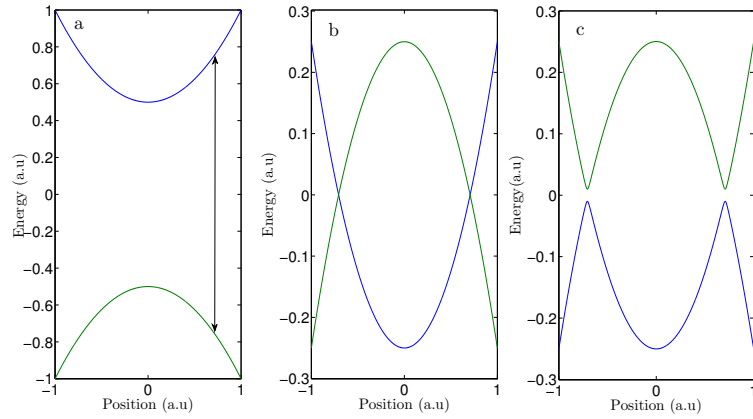 a
1
0.8
0.6
0.4
0.2
0
−0.2
−0.4
−0.6
−0.8
−1
−1 0 1
Position (a.u)
Energy (a.u)
b
0.3
0.2
0.1
0
−0.1
−0.2
−0.3
−1 0 1
Position (a.u)
Energy (a.u)
c
0.3
0.2
0.1
0
−0.1
−0.2
−0.3
−1 0 1
Position (a.u)
Energy(a.u)